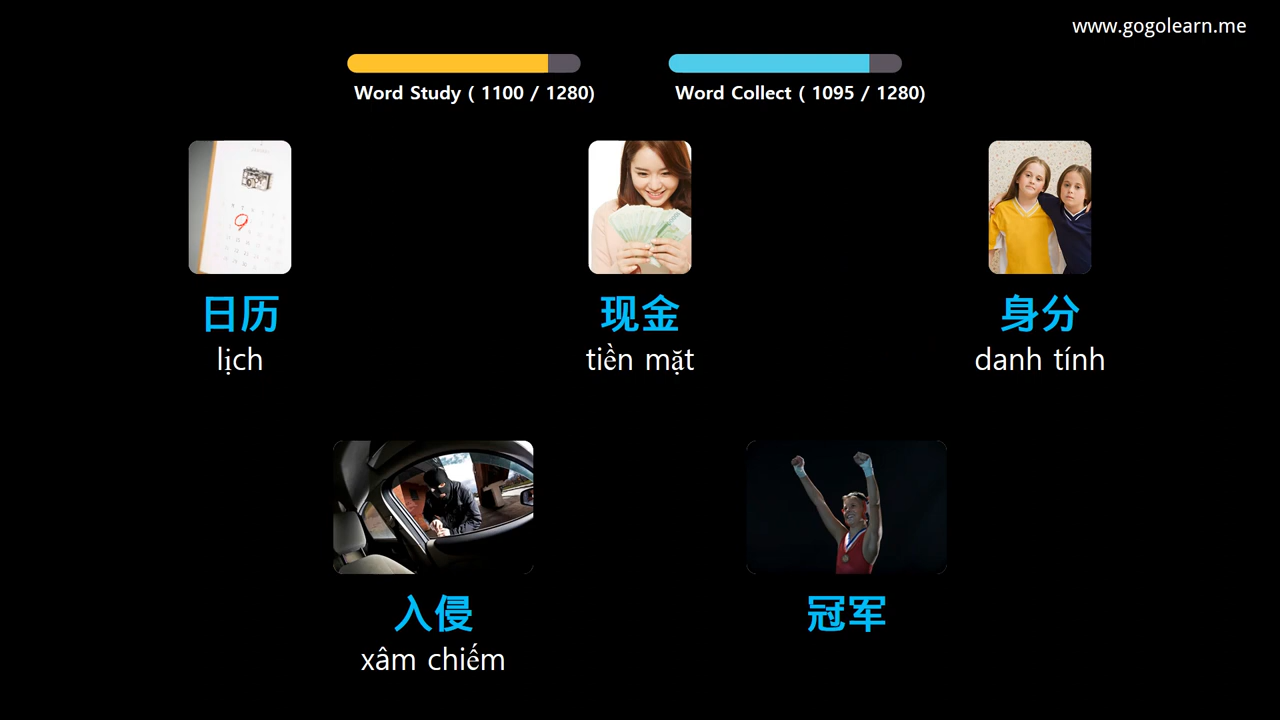 www.gogolearn.me
Word Study ( 1100 / 1280)
Word Collect ( 1095 / 1280)
日历
lịch
现金
tiền mặt
身分
danh tính
入侵
xâm chiếm
冠军